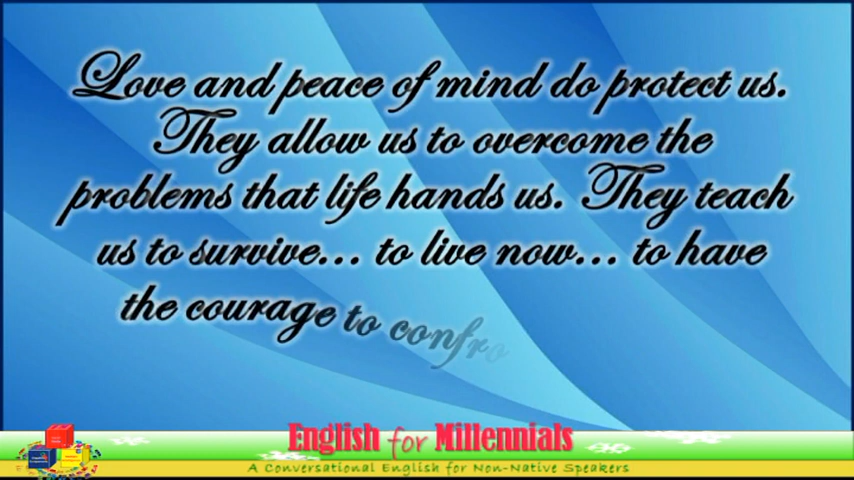 Love and peace of mind do protect us.
They allow us to overcome the
problems that life hands us. They teach
us to survive... to live now... to have
the courage to confro
English for Millennials
A Conversational English for Non-Native Speakers